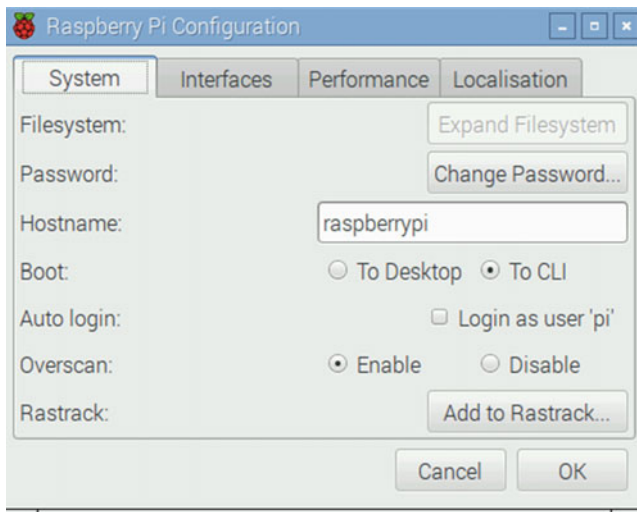 Raspberry Pi Configuration
System Interfaces Performance Localisation
Filesystem: Expand Filesystem
Password: Change Password...
Hostname: raspberrypi
Boot: To Desktop To CLI
Auto login: Login as user 'pi'
Overscan: Enable Disable
Rastrack: Add to Rastrack...
Cancel OK